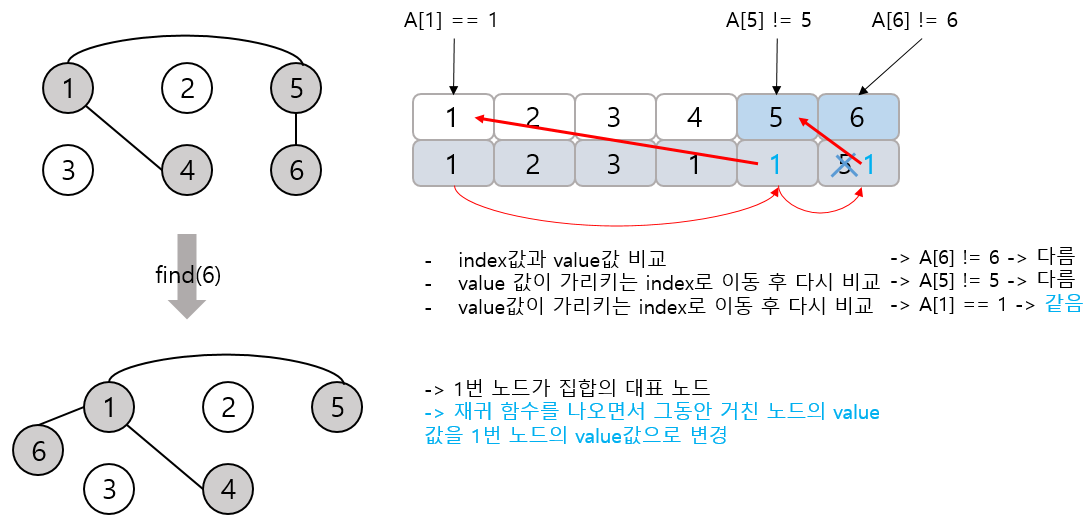 A[1] == 1
A[5] != 5
A[6] != 6
1
2
5
3
4
6
1 2 3 4 5 6
1 2 3 1 1 5 1
find(6)
- index값과 value값 비교 -> A[6] != 6 -> 다름
- value 값이 가리키는 index로 이동 후 다시 비교 -> A[5] != 5 -> 다름
- value값이 가리키는 index로 이동 후 다시 비교 -> A[1] == 1 -> 같음
1
2
5
6
3
4
-> 1번 노드가 집합의 대표 노드
-> 재귀 함수를 나오면서 그동안 거친 노드의 value
값을 1번 노드의 value값으로 변경